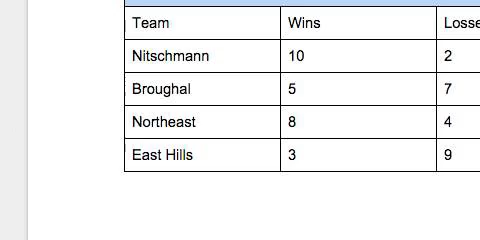 Team Wins Losse
Nitschmann 10 2
Broughal 5 7
Northeast 8 4
East Hills 3 9